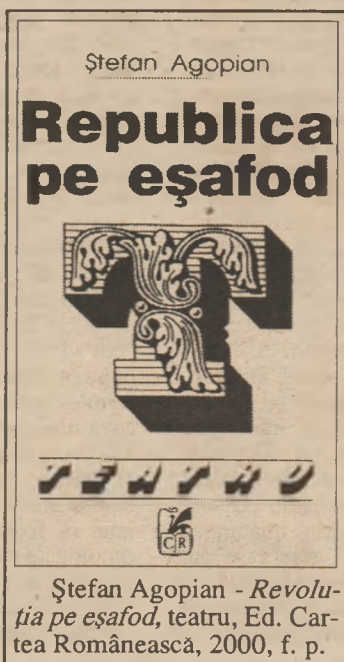 Ştefan Agopian
Republica
pe eşafod
T
TEATRU
CR
Ştefan Agopian - Revolu-
ţia pe eşafod, teatru, Ed. Car-
tea Românească, 2000, f. p.